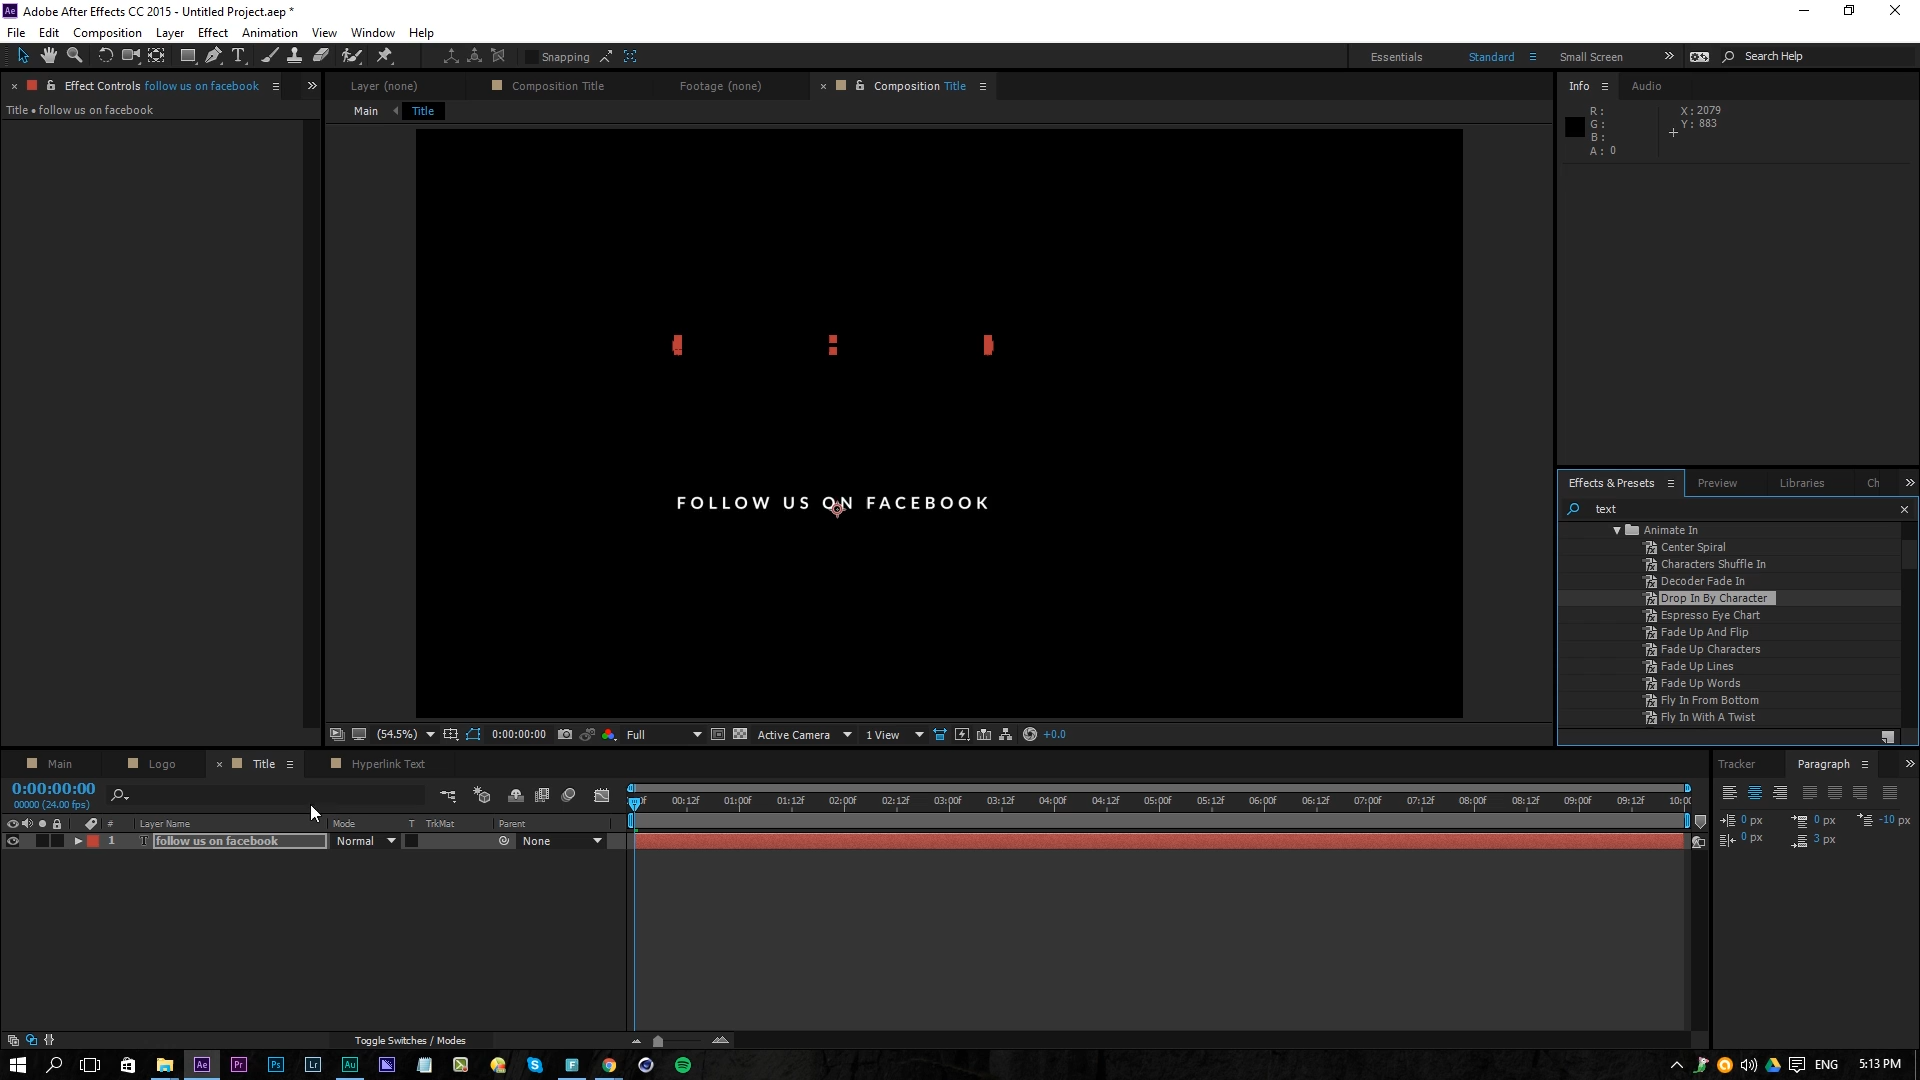 Ae Adobe After Effects CC 2015 - Untitled Project.aep *
File Edit Composition Layer Effect Animation View Window Help
T Snapping Essentials Standard Small Screen » Search Help
× Effect Controls follow us on facebook » Layer (none) Composition Title Footage (none) × Composition Title Info Audio
Title • follow us on facebook
Main Title
R :
G :
B :
A : 0
X : 2079
Y : 883
FOLLOW US ON FACEBOOK
Effects & Presets Preview Libraries Ch »
text ×
Animate In
Center Spiral
Characters Shuffle In
Decoder Fade In
Drop In By Character
Espresso Eye Chart
Fade Up And Flip
Fade Up Characters
Fade Up Lines
Fade Up Words
Fly In From Bottom
Fly In With A Twist
(54.5%) 0:00:00:00 Full Active Camera 1 View +0.0
Main Logo × Title Hyperlink Text
Tracker Paragraph »
0:00:00:00
00000 (24.00 fps)
00:12f 01:00f 01:12f 02:00f 02:12f 03:00f 03:12f 04:00f 04:12f 05:00f 05:12f 06:00f 06:12f 07:00f 07:12f 08:00f 08:12f 09:00f 09:12f
# Layer Name Mode T TrkMat Parent
1 T follow us on facebook Normal None
0 px 0 px -10 px
0 px 3 px
Toggle Switches / Modes
Ae Pr Ps Lr Au ENG 5:13 PM